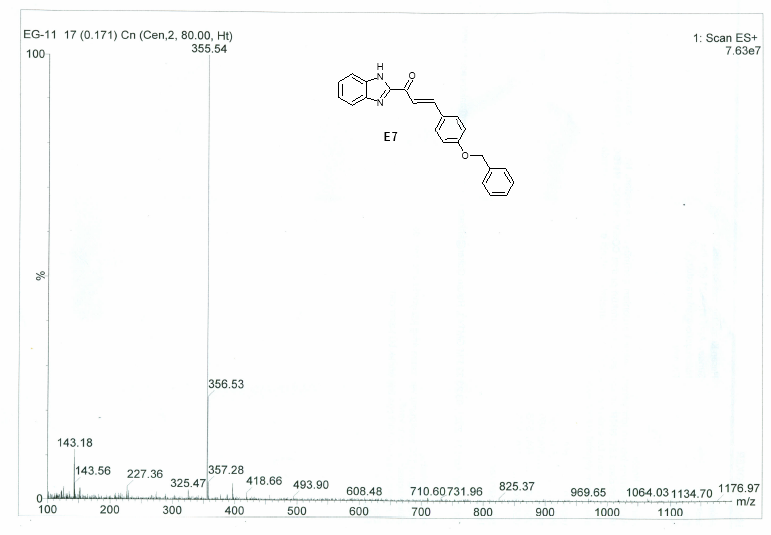 EG-11 17 (0.171) Cn (Cen,2, 80.00, Ht)
1: Scan ES+
7.63e7
355.54
100
H
N
O
N
E7
O
%
356.53
143.18
143.56
227.36
325.47
357.28
418.66
493.90
608.48
710.60
731.96
825.37
969.65
1064.03
1134.70
1176.97
0
m/z
100 200 300 400 500 600 700 800 900 1000 1100